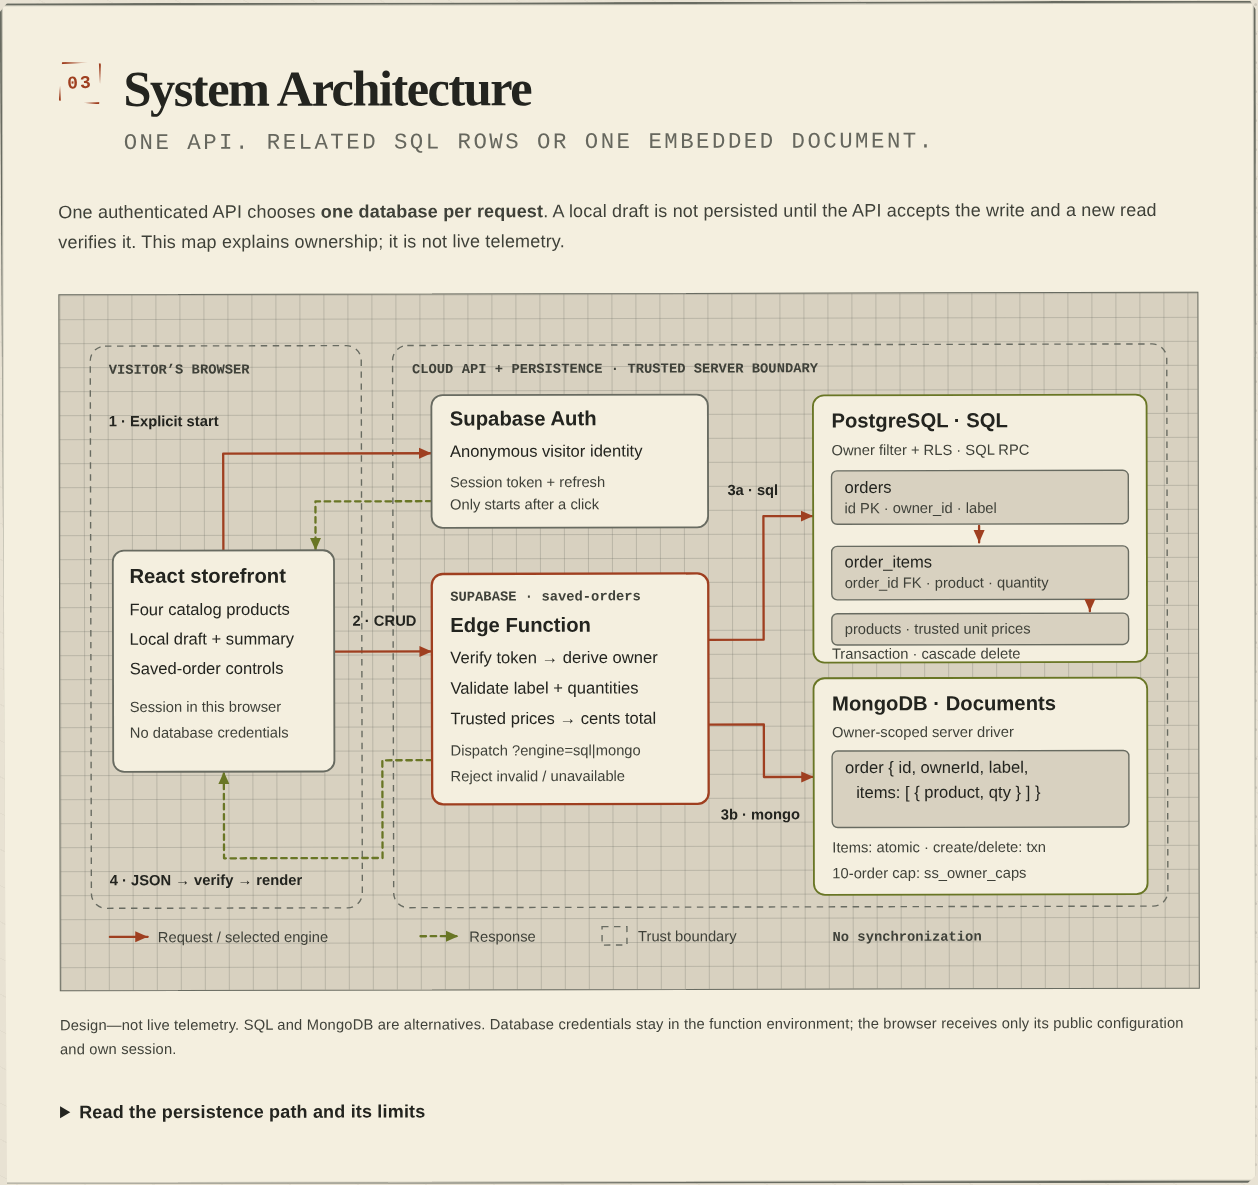 03
System Architecture
ONE API. RELATED SQL ROWS OR ONE EMBEDDED DOCUMENT.
One authenticated API chooses one database per request. A local draft is not persisted until the API accepts the write and a new read
verifies it. This map explains ownership; it is not live telemetry.
VISITOR’S BROWSER
1 · Explicit start
React storefront
Four catalog products
Local draft + summary
Saved-order controls
Session in this browser
No database credentials
2 · CRUD
4 · JSON → verify → render
CLOUD API + PERSISTENCE · TRUSTED SERVER BOUNDARY
Supabase Auth
Anonymous visitor identity
Session token + refresh
Only starts after a click
SUPABASE · saved-orders
Edge Function
Verify token → derive owner
Validate label + quantities
Trusted prices → cents total
Dispatch ?engine=sql|mongo
Reject invalid / unavailable
3a · sql
3b · mongo
PostgreSQL · SQL
Owner filter + RLS · SQL RPC
orders
id PK · owner_id · label
order_items
order_id FK · product · quantity
products · trusted unit prices
Transaction · cascade delete
MongoDB · Documents
Owner-scoped server driver
order { id, ownerId, label,
items: [ { product, qty } ] }
Items: atomic · create/delete: txn
10-order cap: ss_owner_caps
Request / selected engine
Response
Trust boundary
No synchronization
Design—not live telemetry. SQL and MongoDB are alternatives. Database credentials stay in the function environment; the browser receives only its public configuration
and own session.
Read the persistence path and its limits